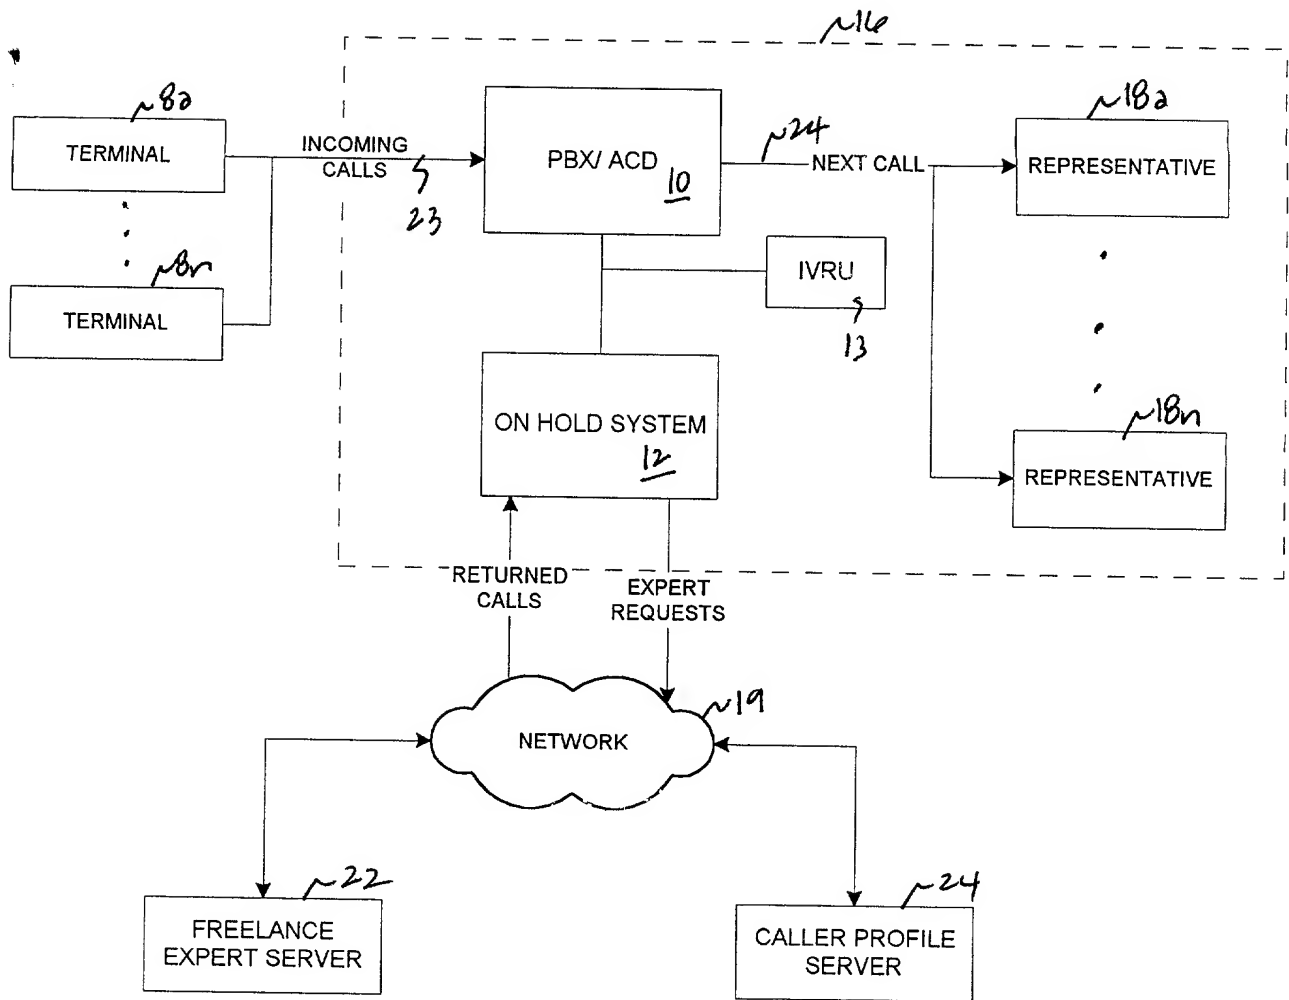 ~16
~8a
TERMINAL
INCOMING
CALLS
23
PBX/ ACD
10
~24
NEXT CALL
~18a
REPRESENTATIVE
~8n
TERMINAL
IVRU
13
ON HOLD SYSTEM
12
~18n
REPRESENTATIVE
RETURNED
CALLS
EXPERT
REQUESTS
~19
NETWORK
~22
FREELANCE
EXPERT SERVER
~24
CALLER PROFILE
SERVER